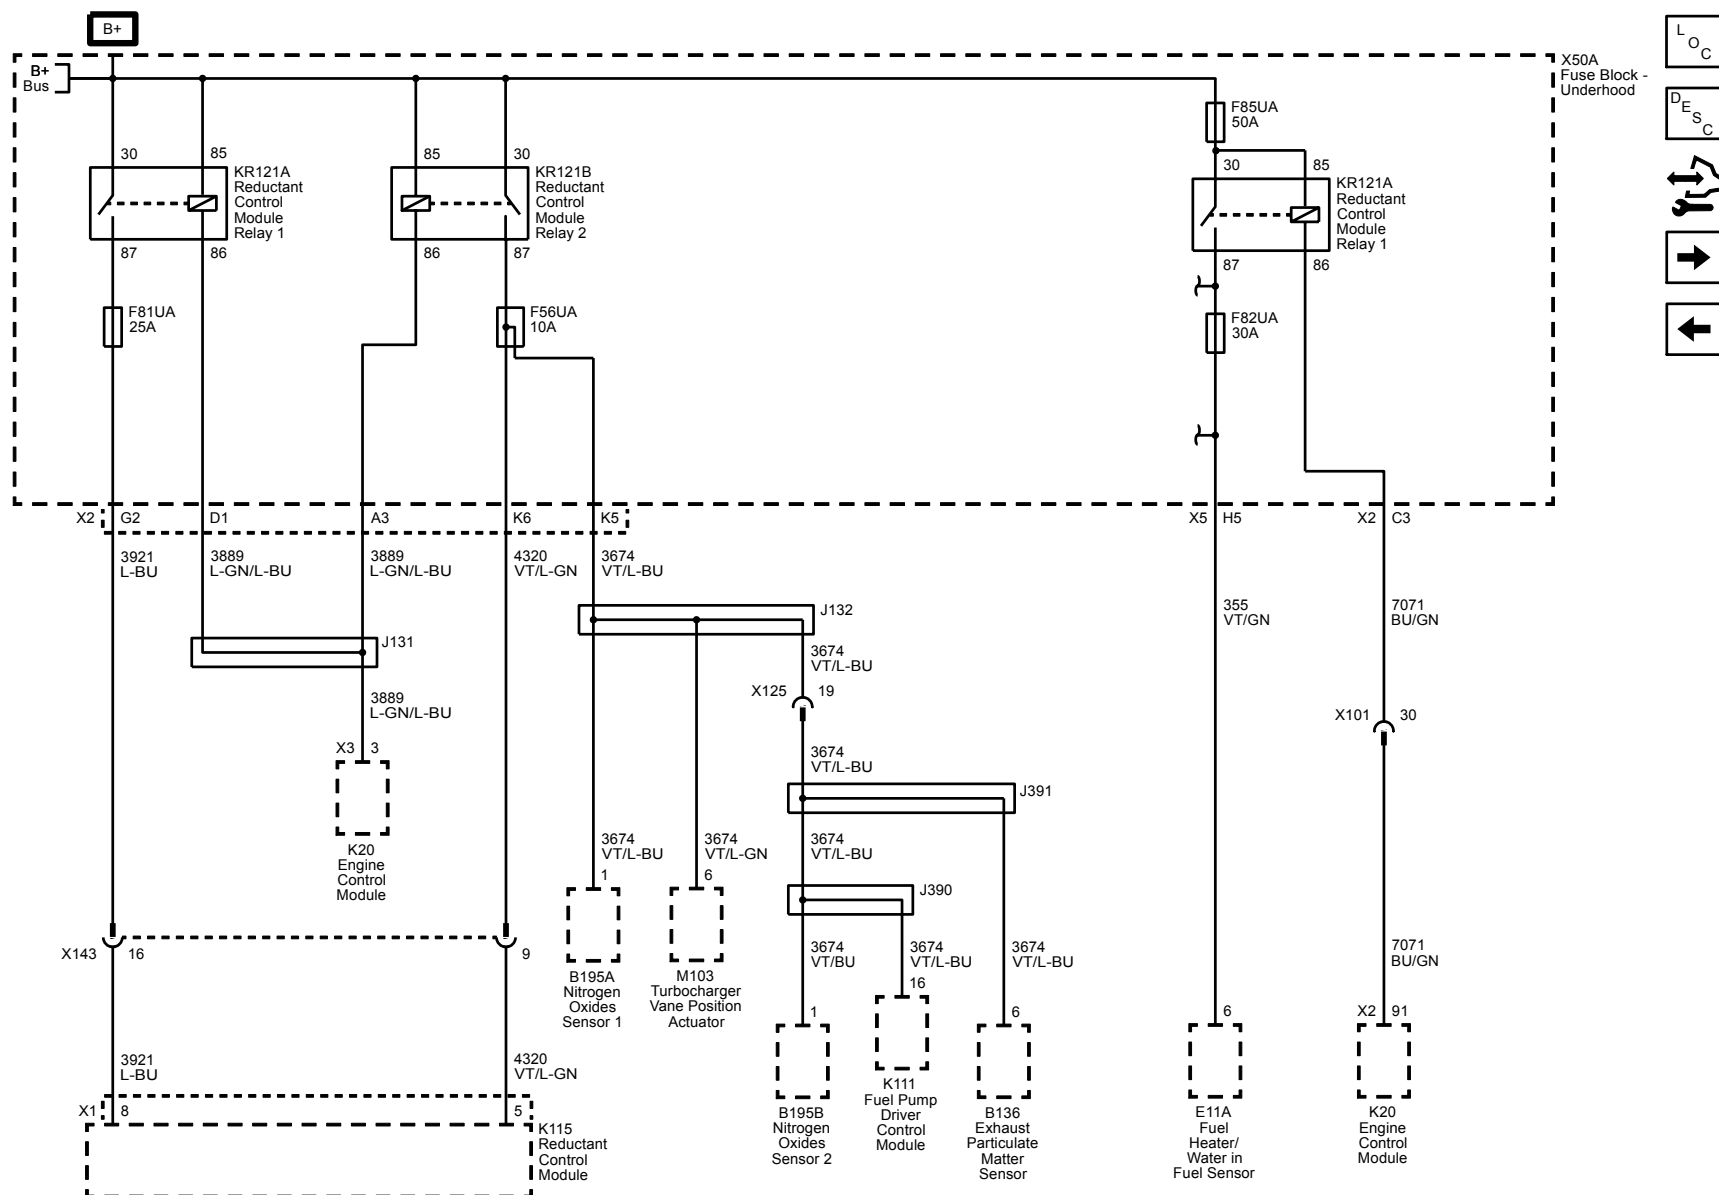 B+
B+
Bus
X50A
Fuse Block -
Underhood
L
O
C
D
E
S
C
F85UA
50A
30
85
85
30
30
85
KR121A
Reductant
Control
Module
Relay 1
KR121B
Reductant
Control
Module
Relay 2
KR121A
Reductant
Control
Module
Relay 1
87
86
86
87
87
86
F81UA
25A
F56UA
10A
F82UA
30A
X2
G2
D1
A3
K6
K5
X5
H5
X2
C3
3921
L-BU
3889
L-GN/L-BU
3889
L-GN/L-BU
4320
VT/L-GN
3674
VT/L-BU
355
VT/GN
7071
BU/GN
J132
J131
3674
VT/L-BU
X125
19
3889
L-GN/L-BU
X101
30
X3
3
3674
VT/L-BU
J391
K20
Engine
Control
Module
3674
VT/L-BU
1
3674
VT/L-GN
6
3674
VT/L-BU
J390
X143
16
9
3674
VT/BU
3674
VT/L-BU
16
3674
VT/L-BU
7071
BU/GN
B195A
Nitrogen
Oxides
Sensor 1
M103
Turbocharger
Vane Position
Actuator
1
6
6
X2
91
3921
L-BU
4320
VT/L-GN
X1
8
5
K115
Reductant
Control
Module
B195B
Nitrogen
Oxides
Sensor 2
K111
Fuel Pump
Driver
Control
Module
B136
Exhaust
Particulate
Matter
Sensor
E11A
Fuel
Heater/
Water in
Fuel Sensor
K20
Engine
Control
Module